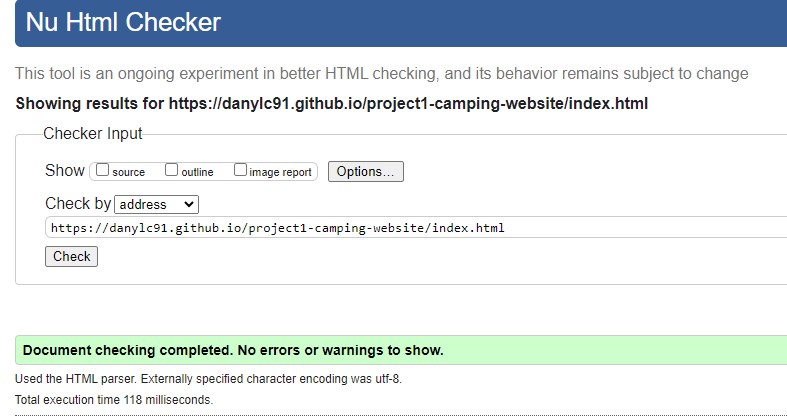 Nu Html Checker
This tool is an ongoing experiment in better HTML checking, and its behavior remains subject to change
Showing results for https://danylc91.github.io/project1-camping-website/index.html
Checker Input
Show source outline image report Options...
Check by address
https://danylc91.github.io/project1-camping-website/index.html
Check
Document checking completed. No errors or warnings to show.
Used the HTML parser. Externally specified character encoding was utf-8.
Total execution time 118 milliseconds.